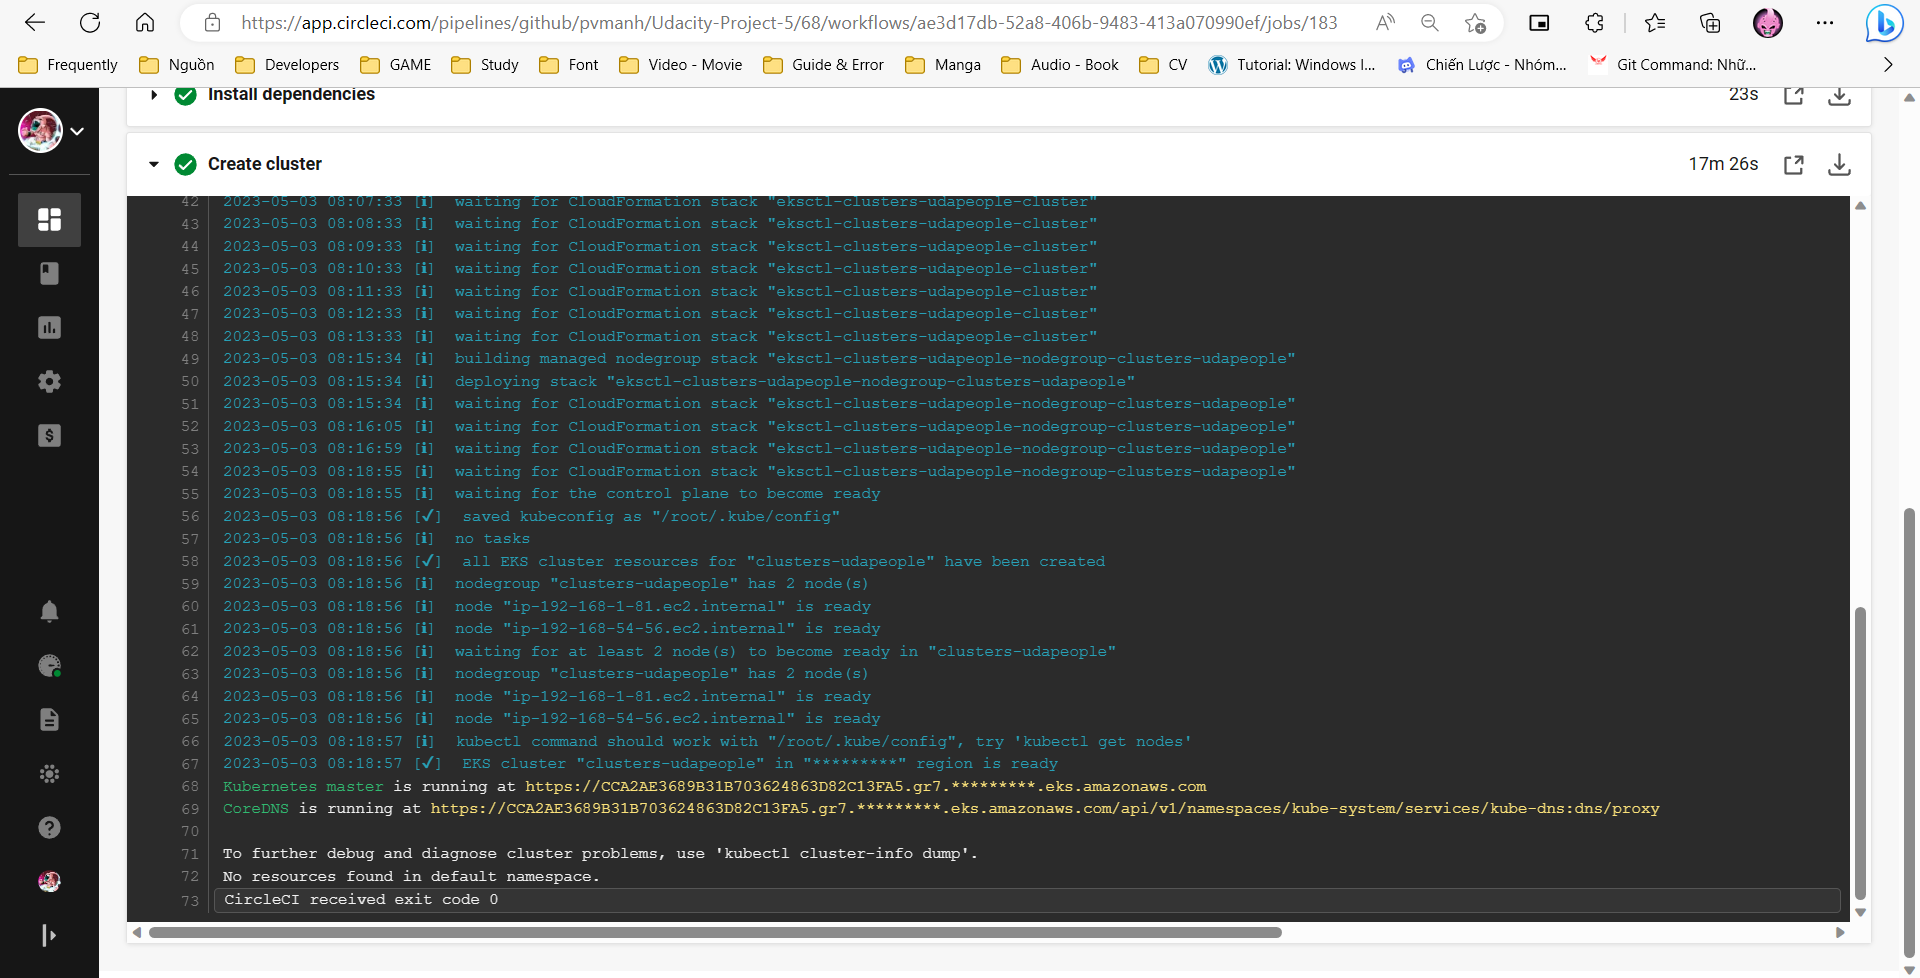 https://app.circleci.com/pipelines/github/pvmanh/Udacity-Project-5/68/workflows/ae3d17db-52a8-406b-9483-413a070990ef/jobs/183
Frequently Nguồn Developers GAME Study Font Video - Movie Guide & Error Manga Audio - Book CV Tutorial: Windows I... Chiến Lược - Nhóm... Git Command: Nhữ...
Install dependencies 23s
Create cluster 17m 26s
42 2023-05-03 08:07:33 [ℹ] waiting for CloudFormation stack "eksctl-clusters-udapeople-cluster"
43 2023-05-03 08:08:33 [ℹ] waiting for CloudFormation stack "eksctl-clusters-udapeople-cluster"
44 2023-05-03 08:09:33 [ℹ] waiting for CloudFormation stack "eksctl-clusters-udapeople-cluster"
45 2023-05-03 08:10:33 [ℹ] waiting for CloudFormation stack "eksctl-clusters-udapeople-cluster"
46 2023-05-03 08:11:33 [ℹ] waiting for CloudFormation stack "eksctl-clusters-udapeople-cluster"
47 2023-05-03 08:12:33 [ℹ] waiting for CloudFormation stack "eksctl-clusters-udapeople-cluster"
48 2023-05-03 08:13:33 [ℹ] waiting for CloudFormation stack "eksctl-clusters-udapeople-cluster"
49 2023-05-03 08:15:34 [ℹ] building managed nodegroup stack "eksctl-clusters-udapeople-nodegroup-clusters-udapeople"
50 2023-05-03 08:15:34 [ℹ] deploying stack "eksctl-clusters-udapeople-nodegroup-clusters-udapeople"
51 2023-05-03 08:15:34 [ℹ] waiting for CloudFormation stack "eksctl-clusters-udapeople-nodegroup-clusters-udapeople"
52 2023-05-03 08:16:05 [ℹ] waiting for CloudFormation stack "eksctl-clusters-udapeople-nodegroup-clusters-udapeople"
53 2023-05-03 08:16:59 [ℹ] waiting for CloudFormation stack "eksctl-clusters-udapeople-nodegroup-clusters-udapeople"
54 2023-05-03 08:18:55 [ℹ] waiting for CloudFormation stack "eksctl-clusters-udapeople-nodegroup-clusters-udapeople"
55 2023-05-03 08:18:55 [ℹ] waiting for the control plane to become ready
56 2023-05-03 08:18:56 [✔] saved kubeconfig as "/root/.kube/config"
57 2023-05-03 08:18:56 [ℹ] no tasks
58 2023-05-03 08:18:56 [✔] all EKS cluster resources for "clusters-udapeople" have been created
59 2023-05-03 08:18:56 [ℹ] nodegroup "clusters-udapeople" has 2 node(s)
60 2023-05-03 08:18:56 [ℹ] node "ip-192-168-1-81.ec2.internal" is ready
61 2023-05-03 08:18:56 [ℹ] node "ip-192-168-54-56.ec2.internal" is ready
62 2023-05-03 08:18:56 [ℹ] waiting for at least 2 node(s) to become ready in "clusters-udapeople"
63 2023-05-03 08:18:56 [ℹ] nodegroup "clusters-udapeople" has 2 node(s)
64 2023-05-03 08:18:56 [ℹ] node "ip-192-168-1-81.ec2.internal" is ready
65 2023-05-03 08:18:56 [ℹ] node "ip-192-168-54-56.ec2.internal" is ready
66 2023-05-03 08:18:57 [ℹ] kubectl command should work with "/root/.kube/config", try 'kubectl get nodes'
67 2023-05-03 08:18:57 [✔] EKS cluster "clusters-udapeople" in "*********" region is ready
68 Kubernetes master is running at https://CCA2AE3689B31B703624863D82C13FA5.gr7.*********.eks.amazonaws.com
69 CoreDNS is running at https://CCA2AE3689B31B703624863D82C13FA5.gr7.*********.eks.amazonaws.com/api/v1/namespaces/kube-system/services/kube-dns:dns/proxy
70
71 To further debug and diagnose cluster problems, use 'kubectl cluster-info dump'.
72 No resources found in default namespace.
73 CircleCI received exit code 0